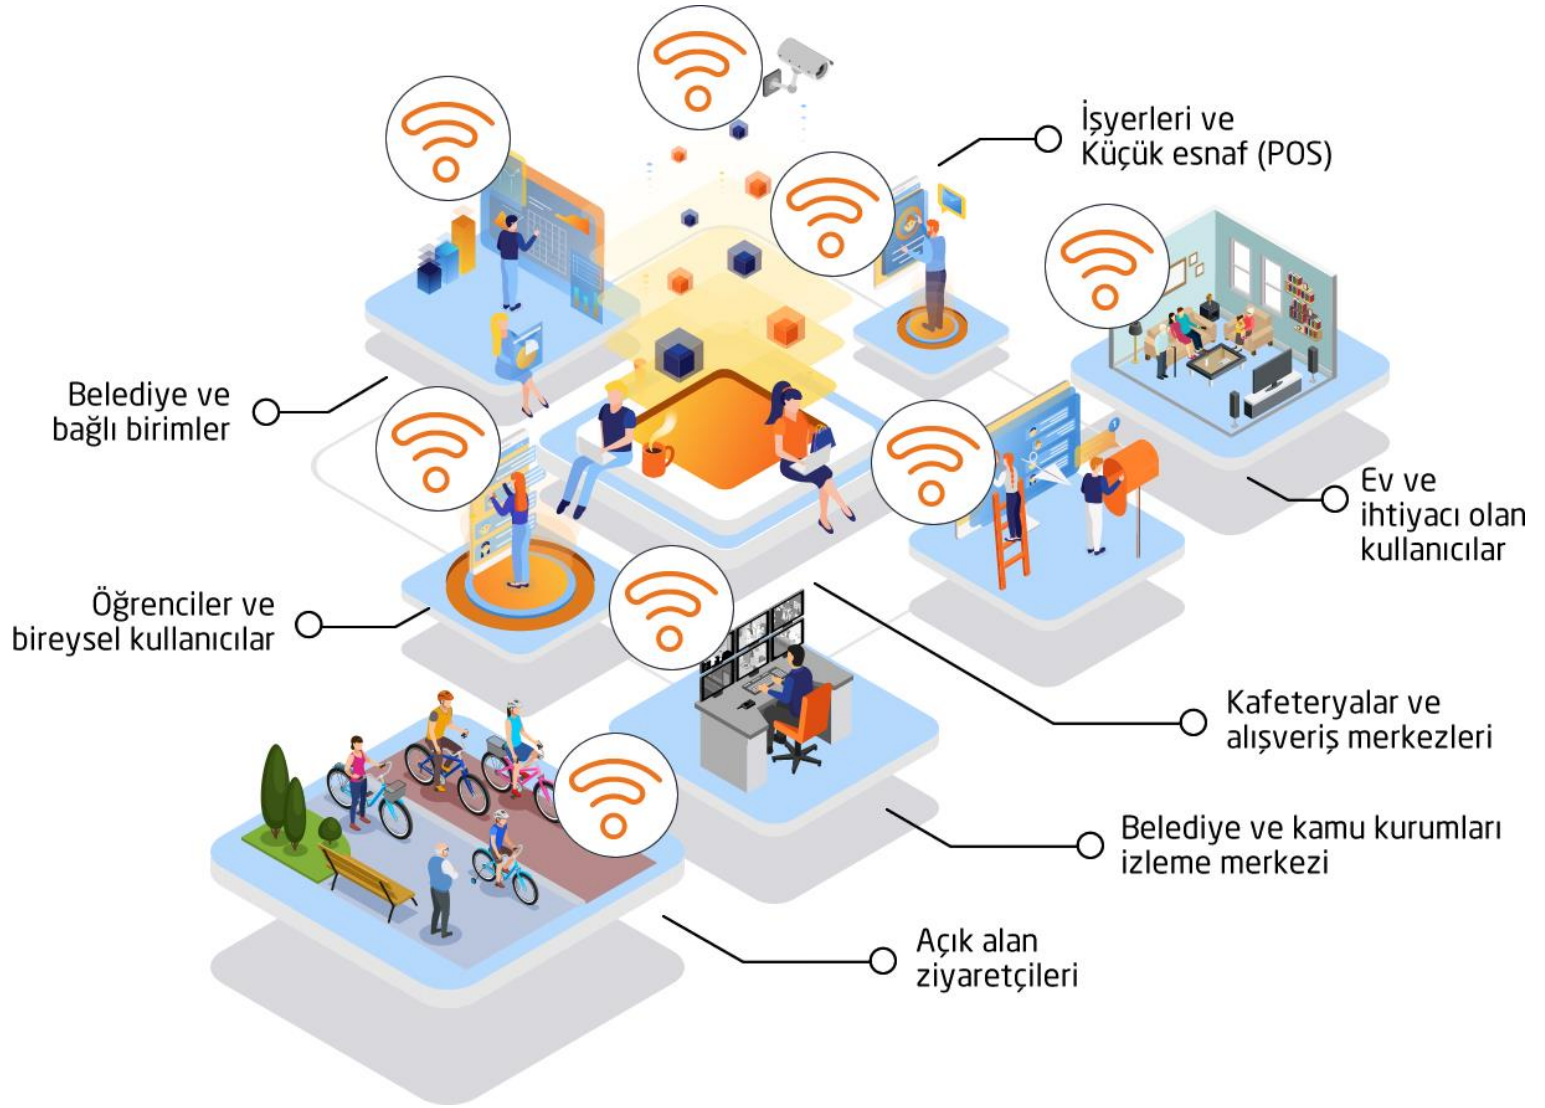 İşyerleri ve
Küçük esnaf (POS)
Belediye ve
bağlı birimler
Ev ve
ihtiyacı olan
kullanıcılar
Öğrenciler ve
bireysel kullanıcılar
Kafeteryalar ve
alışveriş merkezleri
Belediye ve kamu kurumları
izleme merkezi
Açık alan
ziyaretçileri